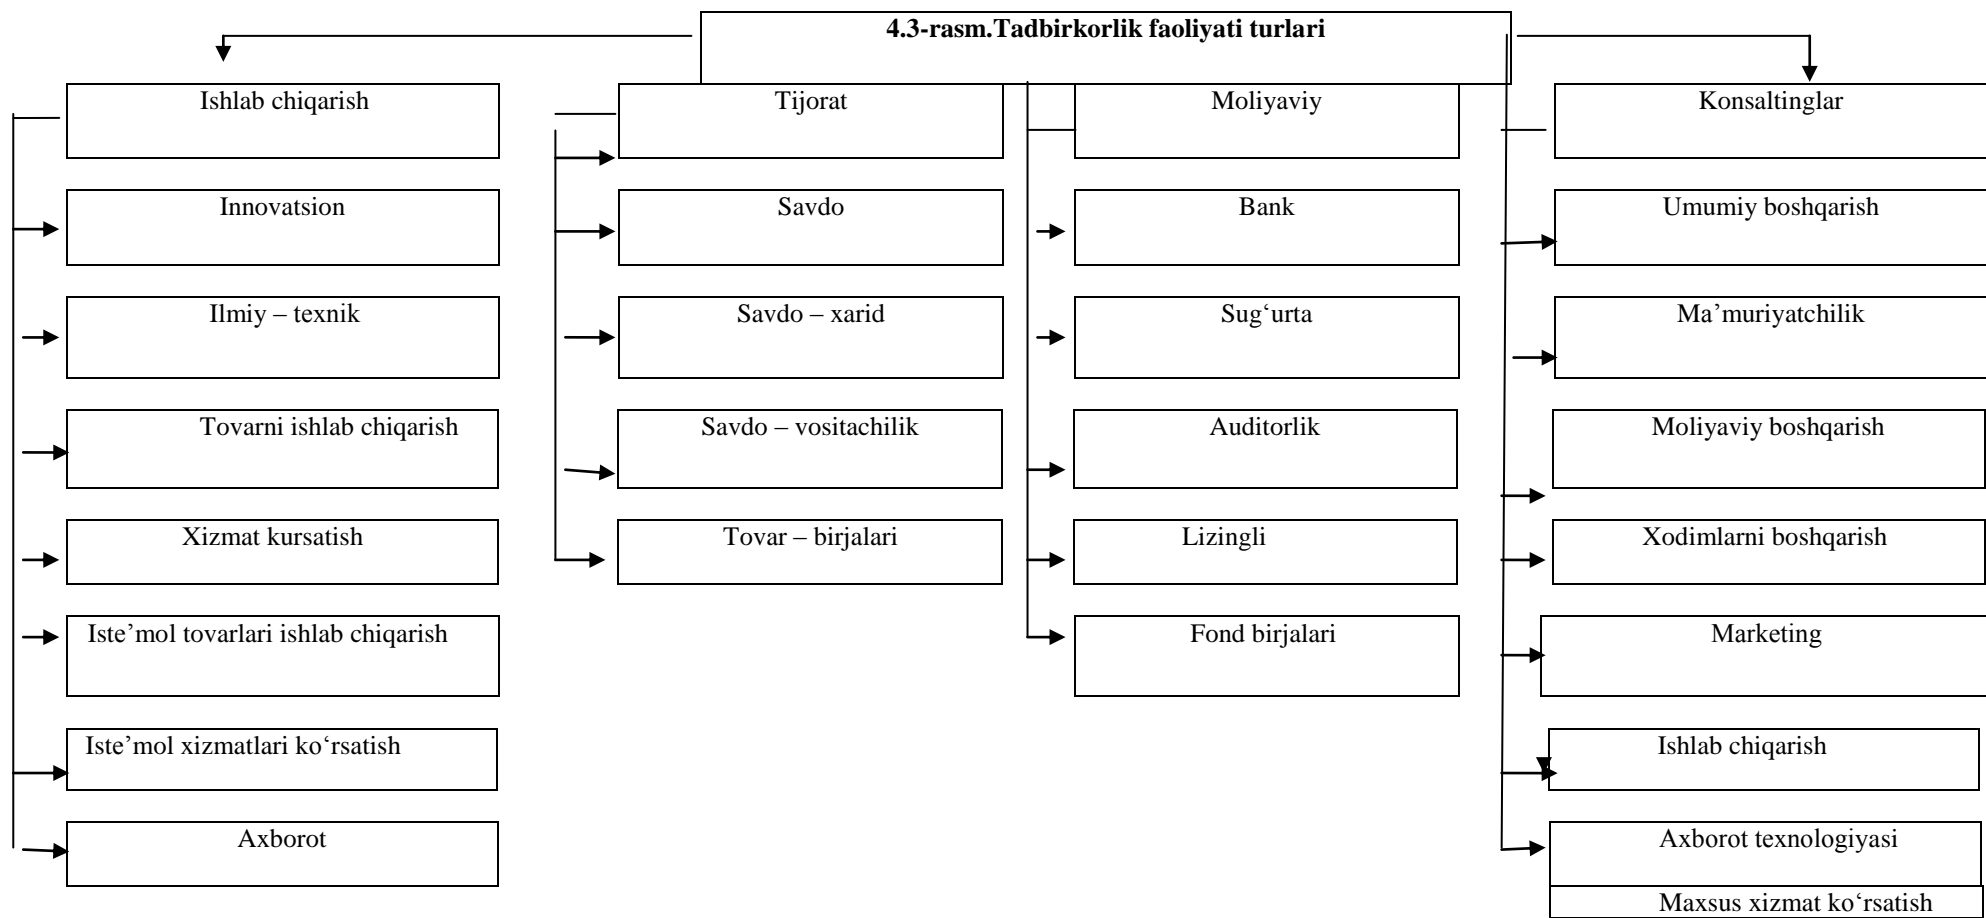 4.3-rasm.Tadbirkorlik faoliyati turlari
Ishlab chiqarish
Innovatsion
Ilmiy – texnik
Tovarni ishlab chiqarish
Xizmat kursatish
Iste’mol tovarlari ishlab chiqarish
Iste’mol xizmatlari ko‘rsatish
Axborot
Tijorat
Savdo
Savdo – xarid
Savdo – vositachilik
Tovar – birjalari
Moliyaviy
Bank
Sug‘urta
Auditorlik
Lizingli
Fond birjalari
Konsaltinglar
Umumiy boshqarish
Ma’muriyatchilik
Moliyaviy boshqarish
Xodimlarni boshqarish
Marketing
Ishlab chiqarish
Axborot texnologiyasi
Maxsus xizmat ko‘rsatish